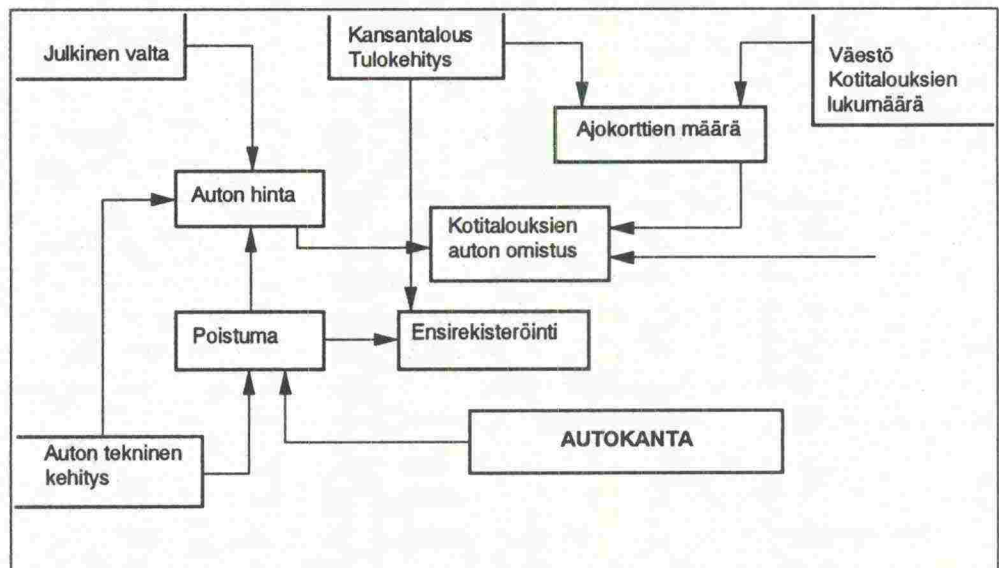 Julkinen valta
Kansantalous
Tulokehitys
Väestö
Kotitalouksien
lukumäärä
Ajokorttien määrä
Auton hinta
Kotitalouksien
auton omistus
Poistuma
Ensirekisteröinti
AUTOKANTA
Auton tekninen
kehitys